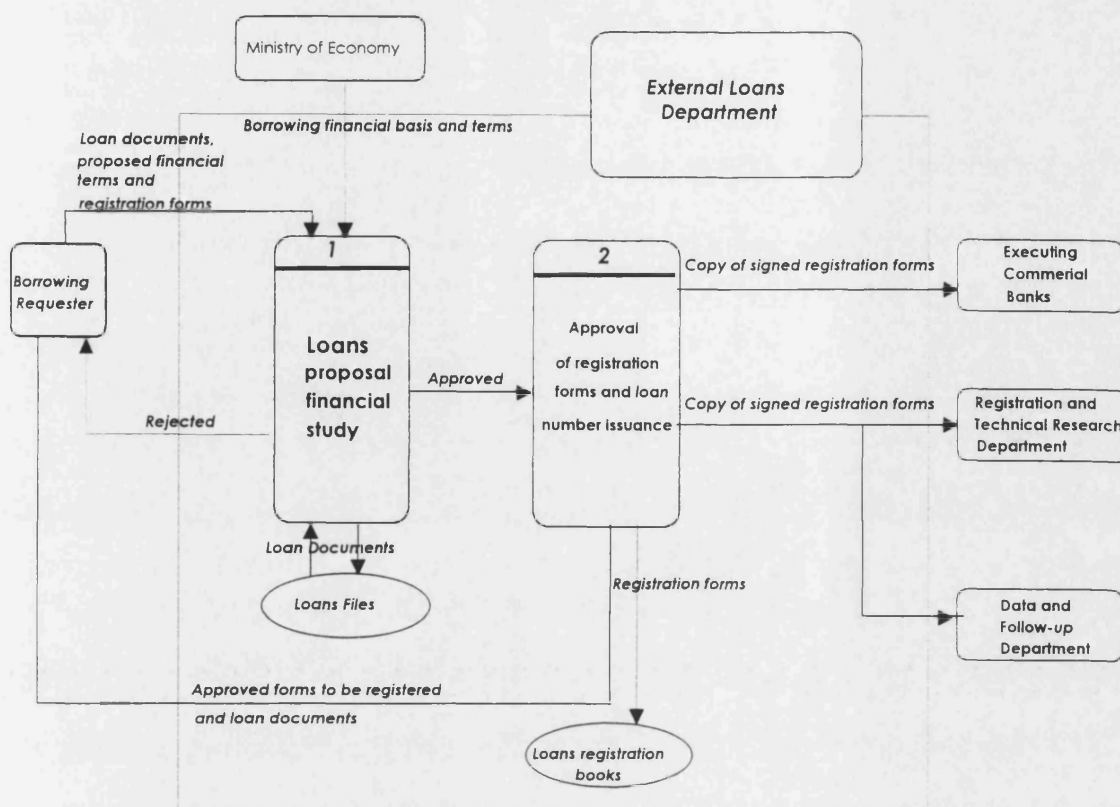 Ministry of Economy
External Loans
Department
Borrowing financial basis and terms
Loan documents,
proposed financial
terms and
registration forms
Borrowing
Requester
1
Loans
proposal
financial
study
Rejected
Approved
2
Approval
of registration
forms and loan
number issuance
Copy of signed registration forms
Executing
Commerial
Banks
Copy of signed registration forms
Registration and
Technical Research
Department
Data and
Follow-up
Department
Loan Documents
Loans Files
Registration forms
Approved forms to be registered
and loan documents
Loans registration
books